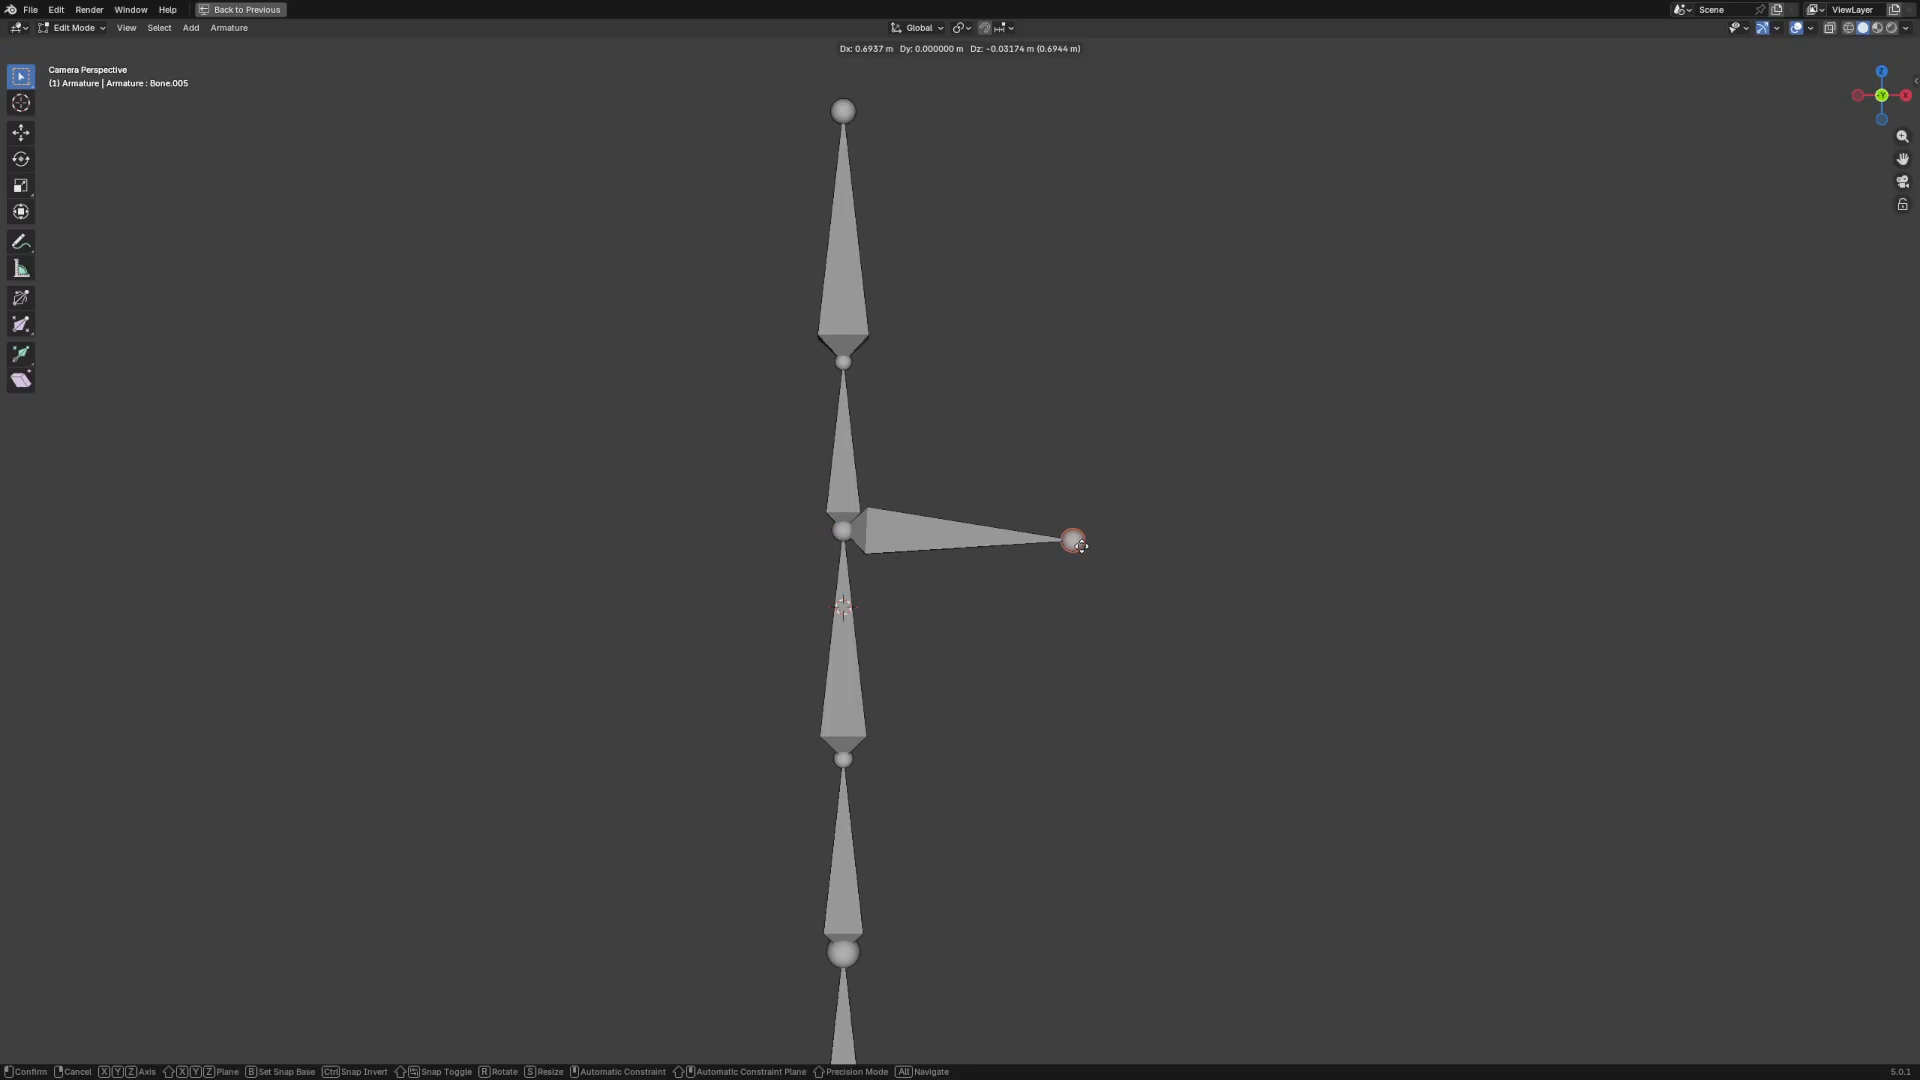 File Edit Render Window Help Back to Previous Scene ViewLayer
Edit Mode View Select Add Armature Global
Dx: 0.6937 m Dy: 0.000000 m Dz: -0.03174 m (0.6944 m)
Camera Perspective
(1) Armature | Armature : Bone.005
Z
-Y
X
Confirm Cancel X Y Z Axis X Y Z Plane B Set Snap Base Ctrl Snap Invert Snap Toggle R Rotate S Resize Automatic Constraint Automatic Constraint Plane Precision Mode Alt Navigate 5.0.1